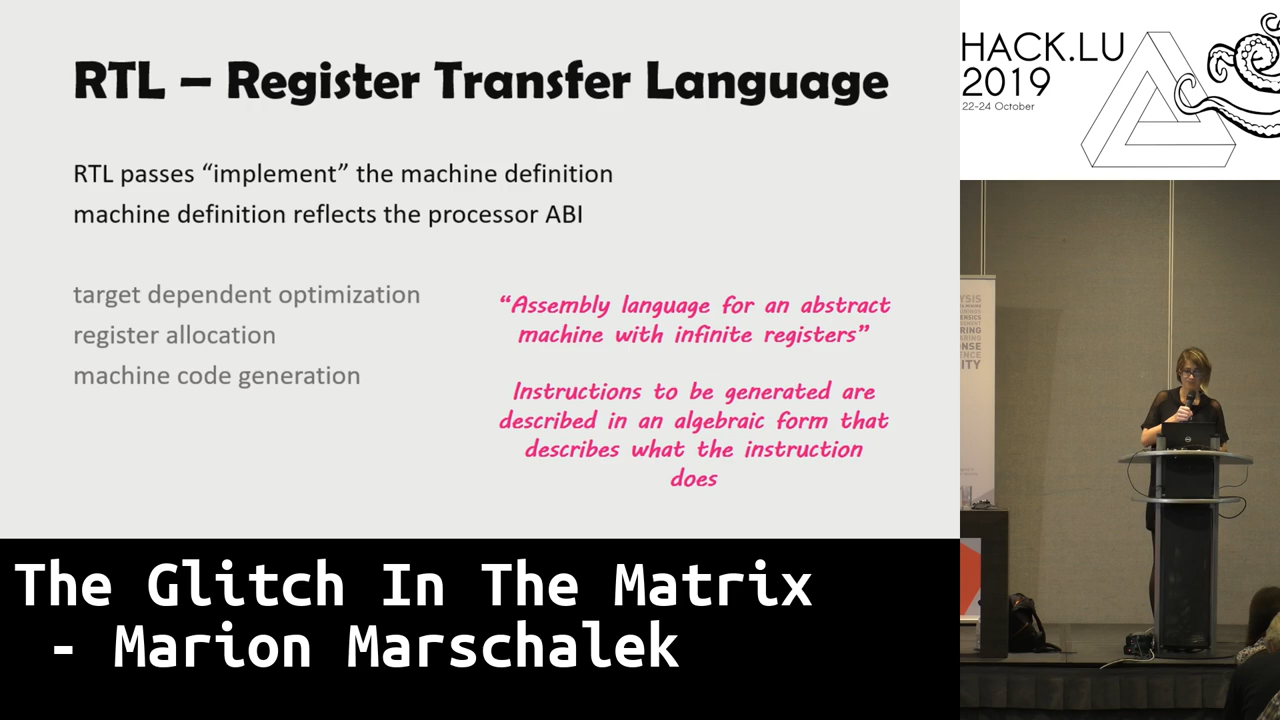 RTL – Register Transfer Language
RTL passes “implement” the machine definition
machine definition reflects the processor ABI
target dependent optimization
register allocation
machine code generation
“Assembly language for an abstract
machine with infinite registers”
Instructions to be generated are
described in an algebraic form that
describes what the instruction
does
HACK.LU
2019
22-24 October
The Glitch In The Matrix
- Marion Marschalek